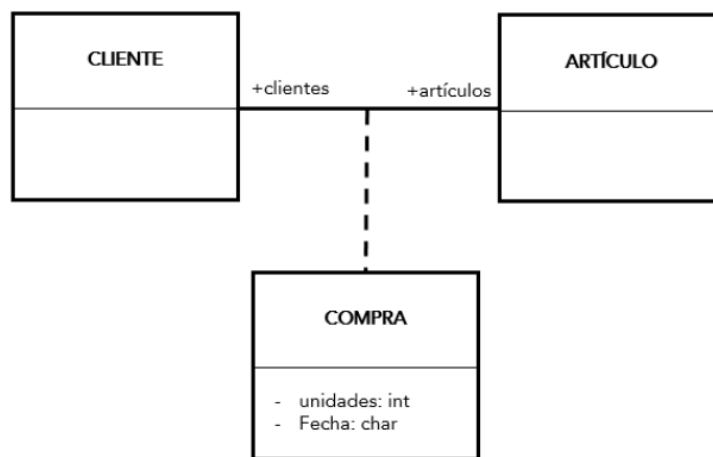 CLIENTE
ARTÍCULO
+clientes
+artículos
COMPRA
- unidades: int
- Fecha: char